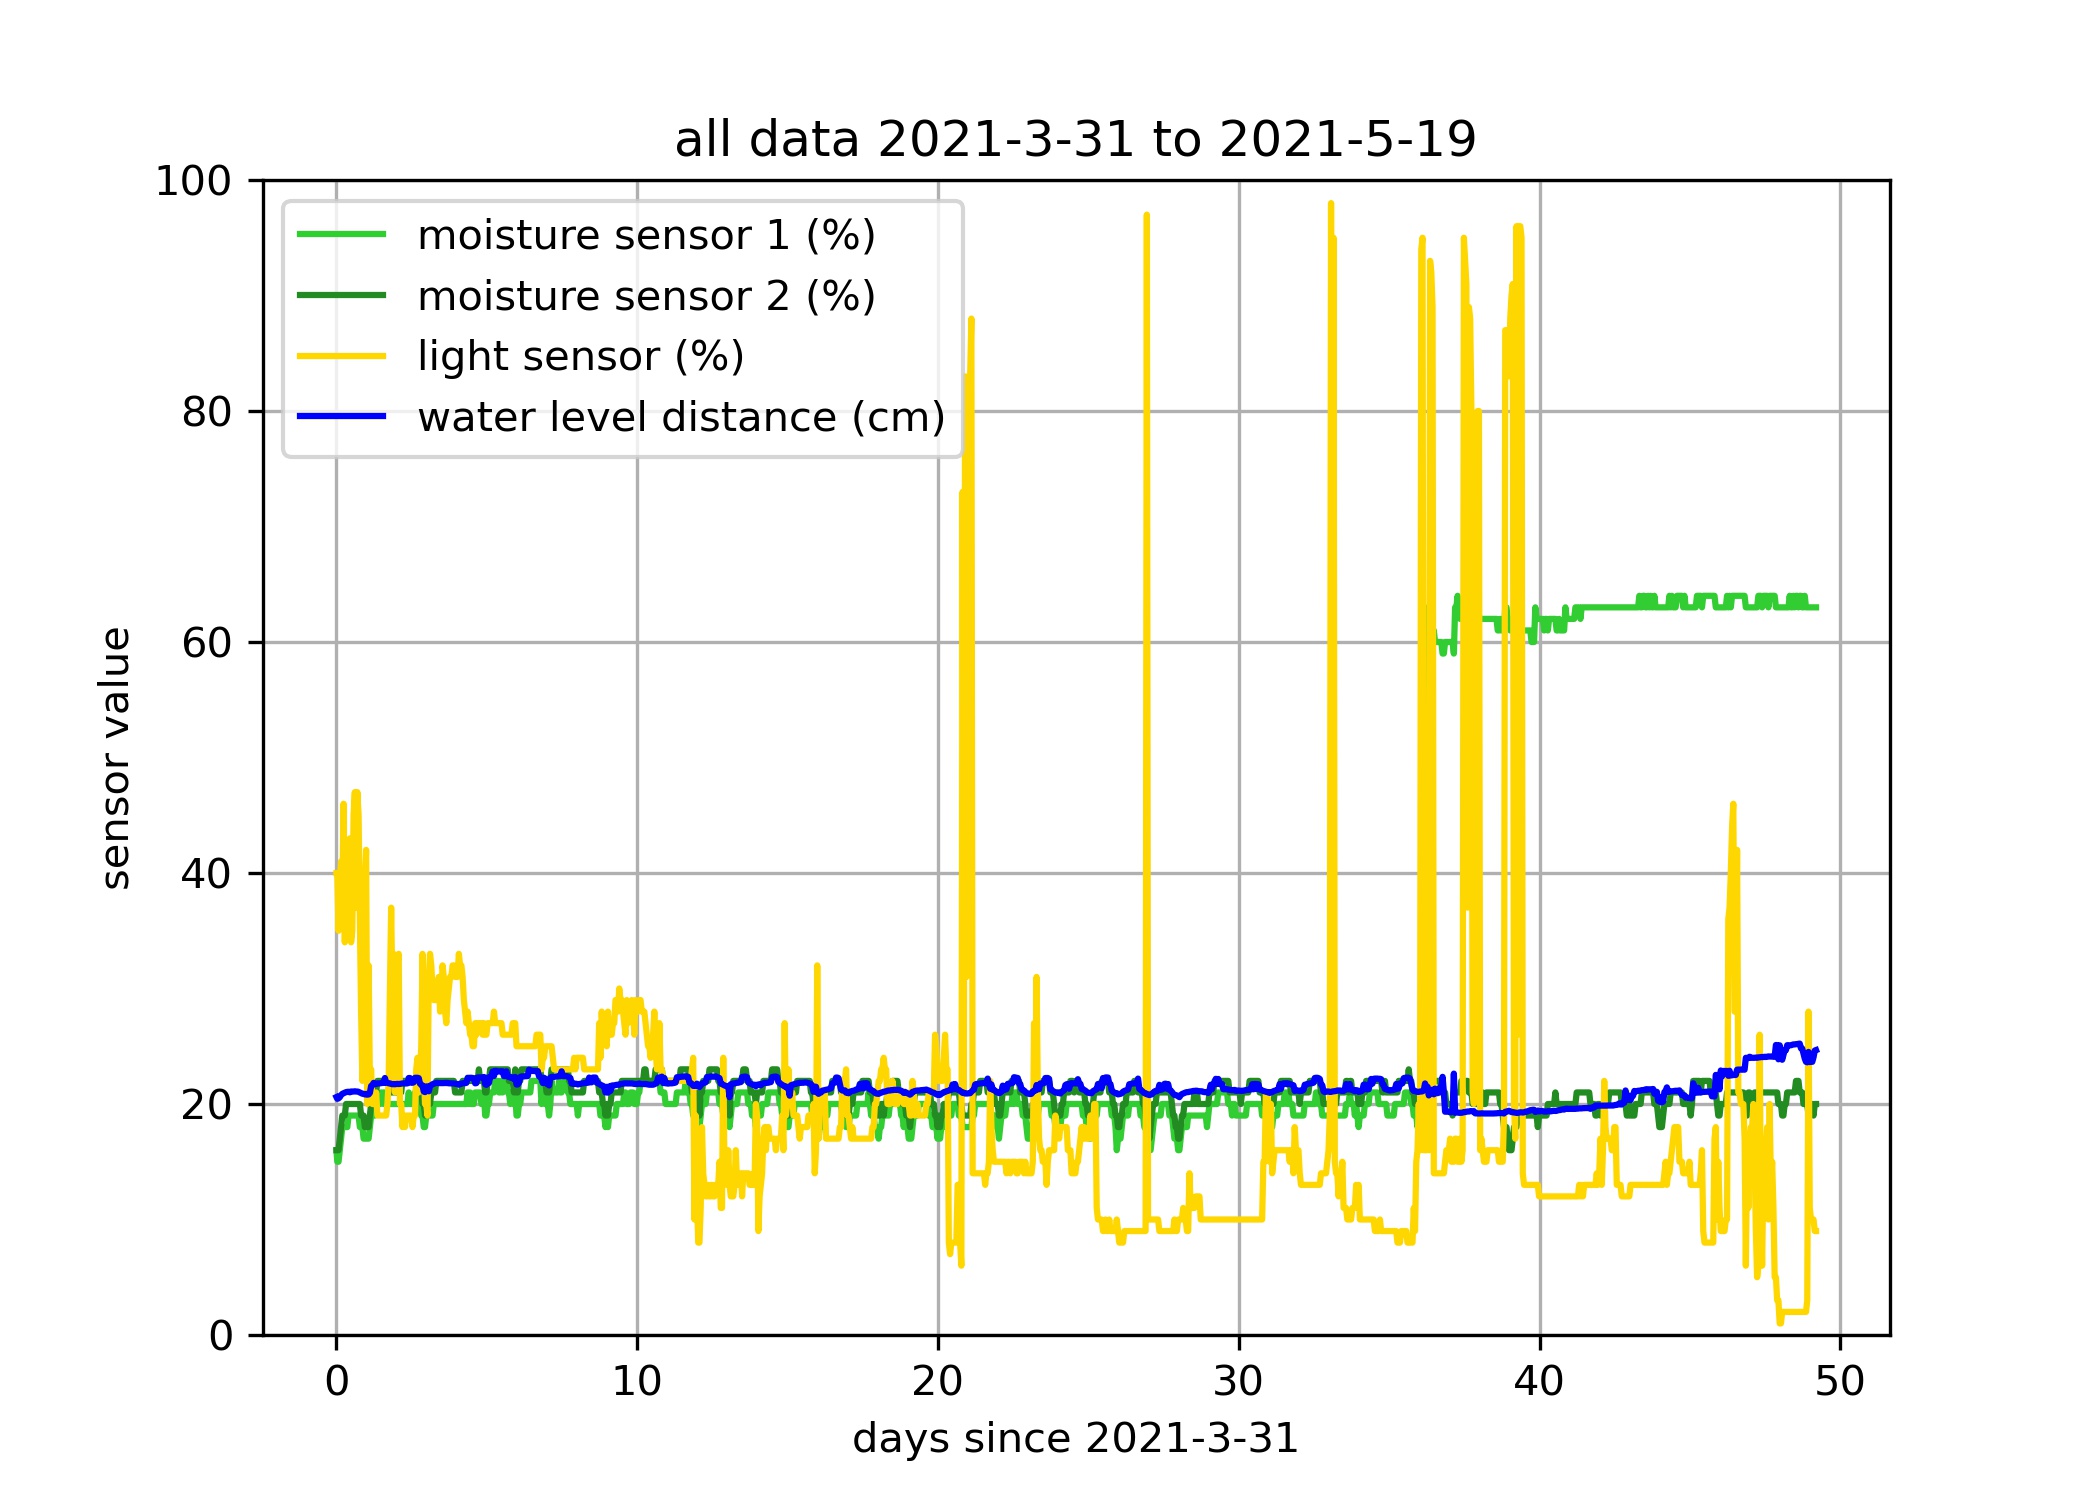 all data 2021-3-31 to 2021-5-19
100
80
60
40
20
0
sensor value
moisture sensor 1 (%)
moisture sensor 2 (%)
light sensor (%)
water level distance (cm)
0 10 20 30 40 50
days since 2021-3-31